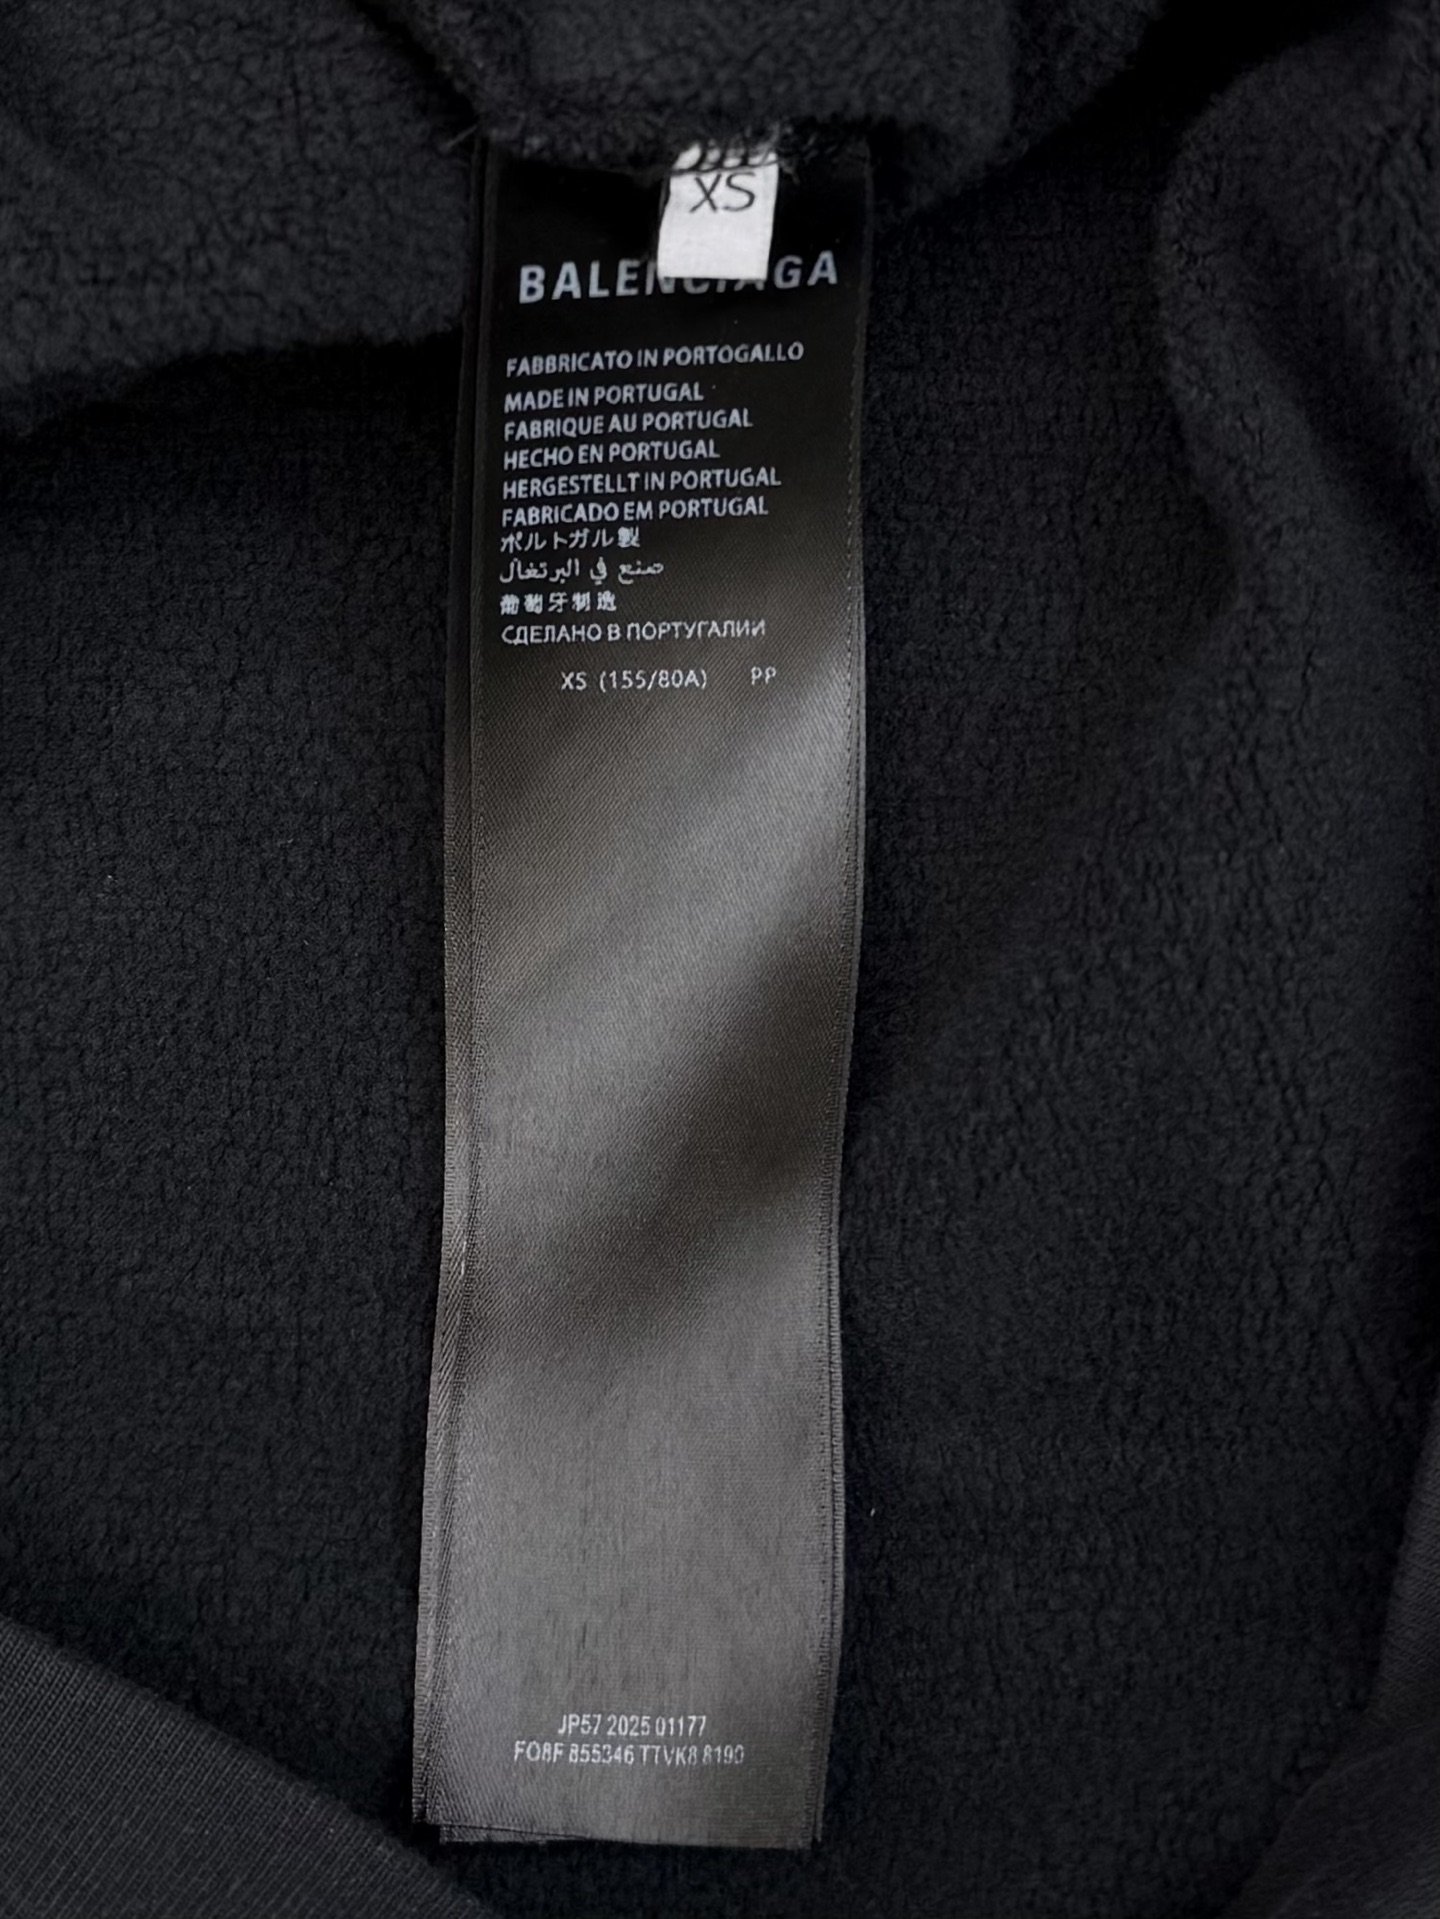 XS
BALENCIAGA
FABBRICATO IN PORTOGALLO
MADE IN PORTUGAL
FABRIQUE AU PORTUGAL
HECHO EN PORTUGAL
HERGESTELLT IN PORTUGAL
FABRICADO EM PORTUGAL
ポルトガル製
صنع في البرتغال
葡萄牙制造
СДЕЛАНО В ПОРТУГАЛИИ
XS (155/80A) PP
JP57 2025 01177
FO8F 855346 TTVK8 8190